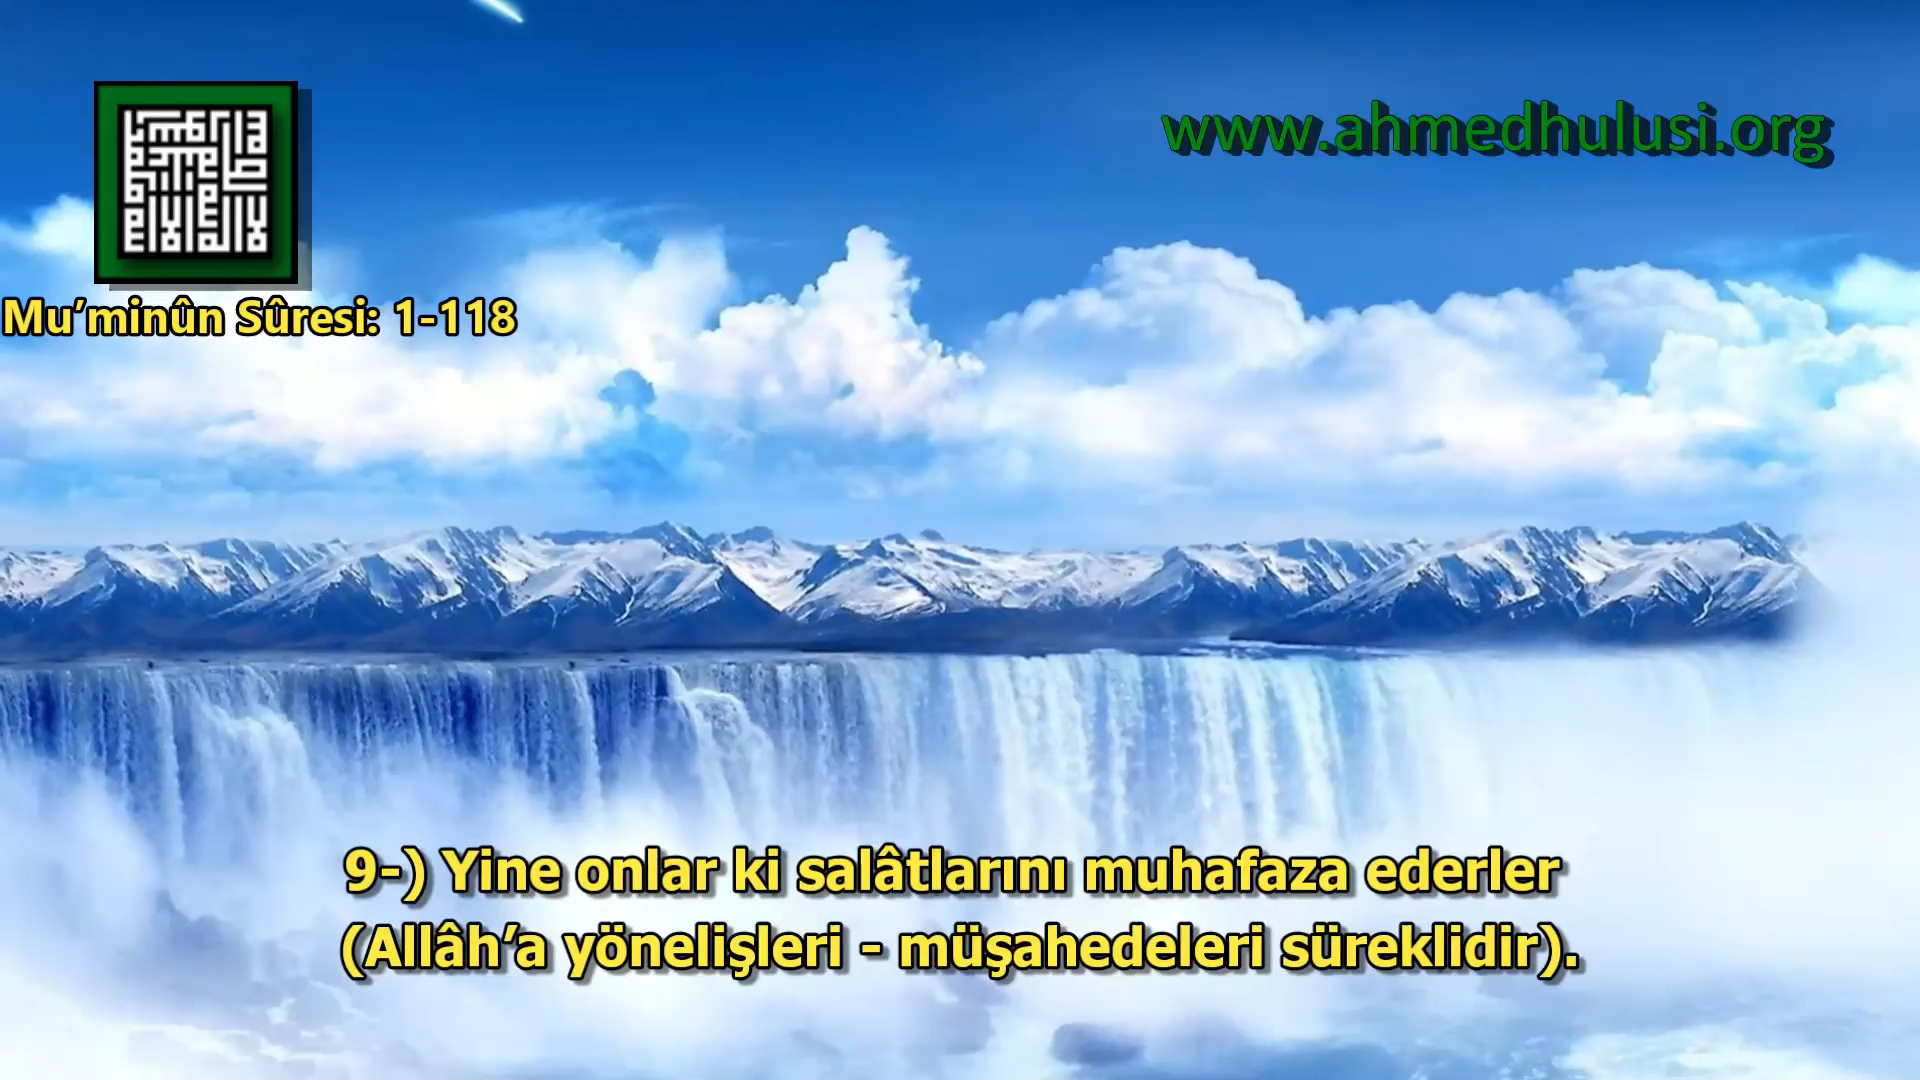 www.ahmedhulusi.org
Mu’minûn Sûresi: 1-118
9-) Yine onlar ki salâtlarını muhafaza ederler
(Allâh’a yönelişleri - müşahedeleri süreklidir).